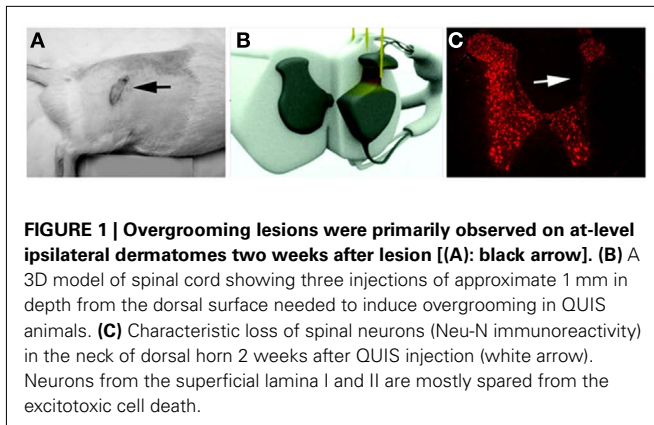 A
B
C
FIGURE 1 | Overgrooming lesions were primarily observed on at-level
ipsilateral dermatomes two weeks after lesion [(A): black arrow]. (B) A
3D model of spinal cord showing three injections of approximate 1 mm in
depth from the dorsal surface needed to induce overgrooming in QUIS
animals. (C) Characteristic loss of spinal neurons (Neu-N immunoreactivity)
in the neck of dorsal horn 2 weeks after QUIS injection (white arrow).
Neurons from the superficial lamina I and II are mostly spared from the
excitotoxic cell death.